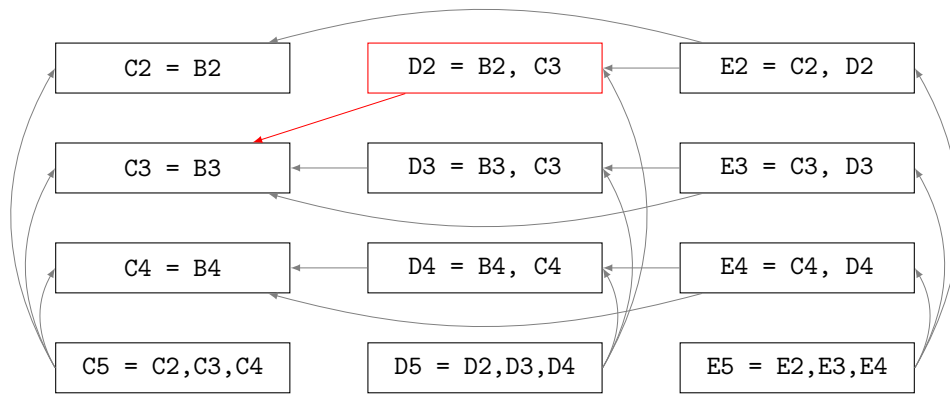 C2 = B2
D2 = B2, C3
E2 = C2, D2
C3 = B3
D3 = B3, C3
E3 = C3, D3
C4 = B4
D4 = B4, C4
E4 = C4, D4
C5 = C2,C3,C4
D5 = D2,D3,D4
E5 = E2,E3,E4